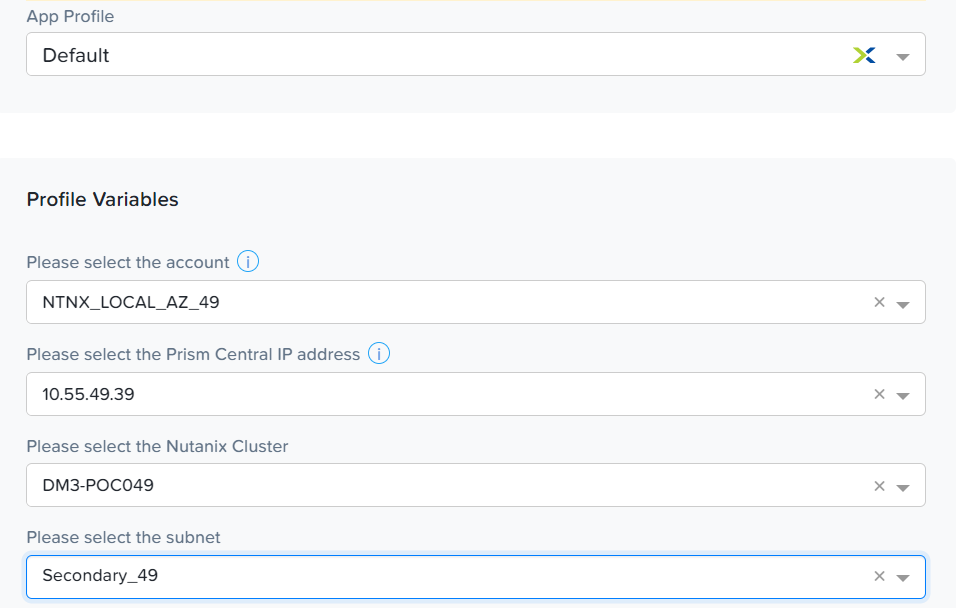 App Profile
Default
Profile Variables
Please select the account
NTNX_LOCAL_AZ_49
Please select the Prism Central IP address
10.55.49.39
Please select the Nutanix Cluster
DM3-POC049
Please select the subnet
Secondary_49